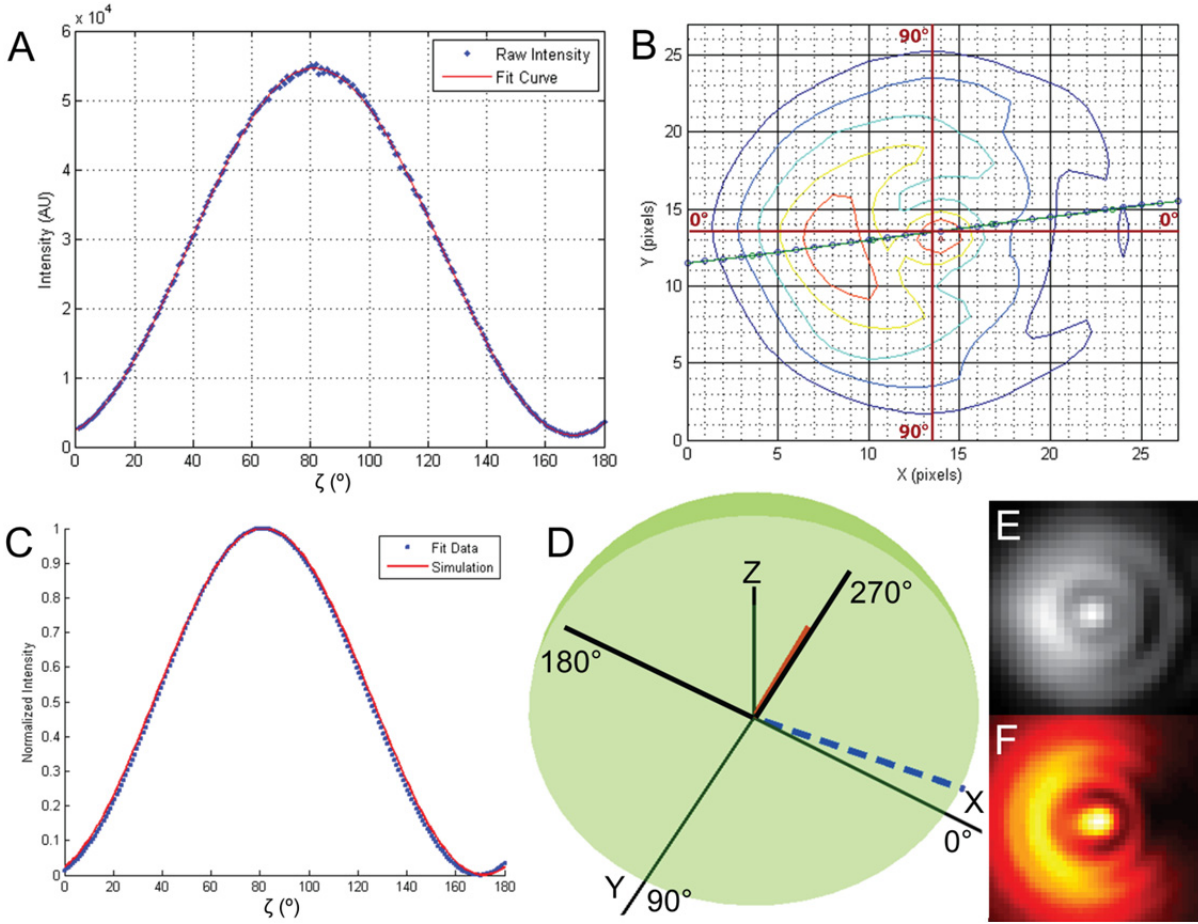 A
× 10⁴
6
5
4
3
2
1
0
Intensity (AU)
Raw Intensity
Fit Curve
0 20 40 60 80 100 120 140 160 180
ζ (º)
B
90°
25
20
15
10
5
0
Y (pixels)
0°
0°
90°
0 5 10 15 20 25
X (pixels)
C
1
0.9
0.8
0.7
0.6
0.5
0.4
0.3
0.2
0.1
0
Normalized Intensity
Fit Data
Simulation
0 20 40 60 80 100 120 140 160 180
ζ (º)
D
Z
270°
180°
X
0°
Y 90°
E
F